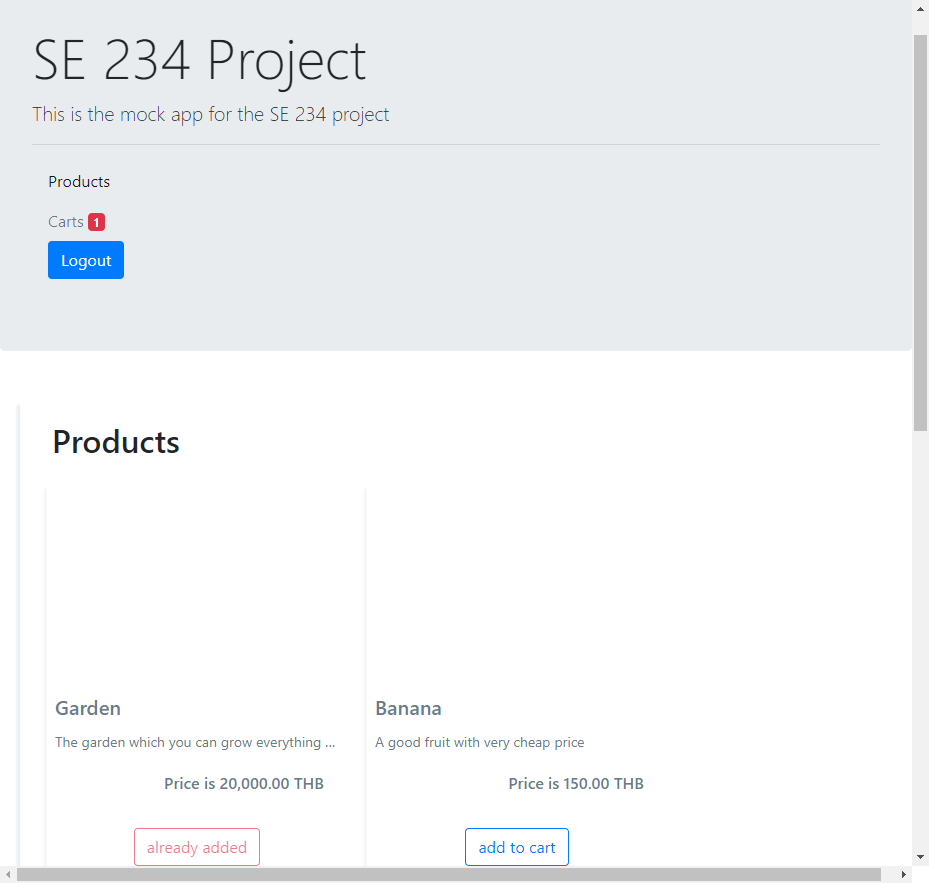 SE 234 Project
This is the mock app for the SE 234 project
Products
Carts 1
Logout
Products
Garden
The garden which you can grow everything ...
Price is 20,000.00 THB
already added
Banana
A good fruit with very cheap price
Price is 150.00 THB
add to cart